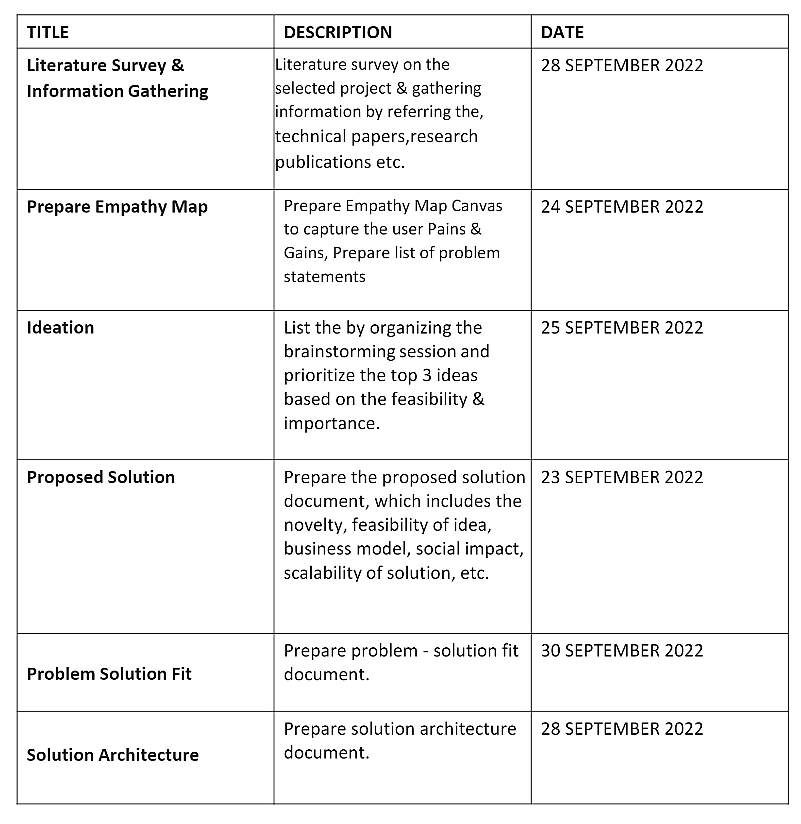 TITLE DESCRIPTION DATE
Literature Survey &
Information Gathering
Literature survey on the
selected project & gathering
information by referring the,
technical papers,research
publications etc.
28 SEPTEMBER 2022
Prepare Empathy Map
Prepare Empathy Map Canvas
to capture the user Pains &
Gains, Prepare list of problem
statements
24 SEPTEMBER 2022
Ideation
List the by organizing the
brainstorming session and
prioritize the top 3 ideas
based on the feasibility &
importance.
25 SEPTEMBER 2022
Proposed Solution
Prepare the proposed solution
document, which includes the
novelty, feasibility of idea,
business model, social impact,
scalability of solution, etc.
23 SEPTEMBER 2022
Problem Solution Fit
Prepare problem - solution fit
document.
30 SEPTEMBER 2022
Solution Architecture
Prepare solution architecture
document.
28 SEPTEMBER 2022